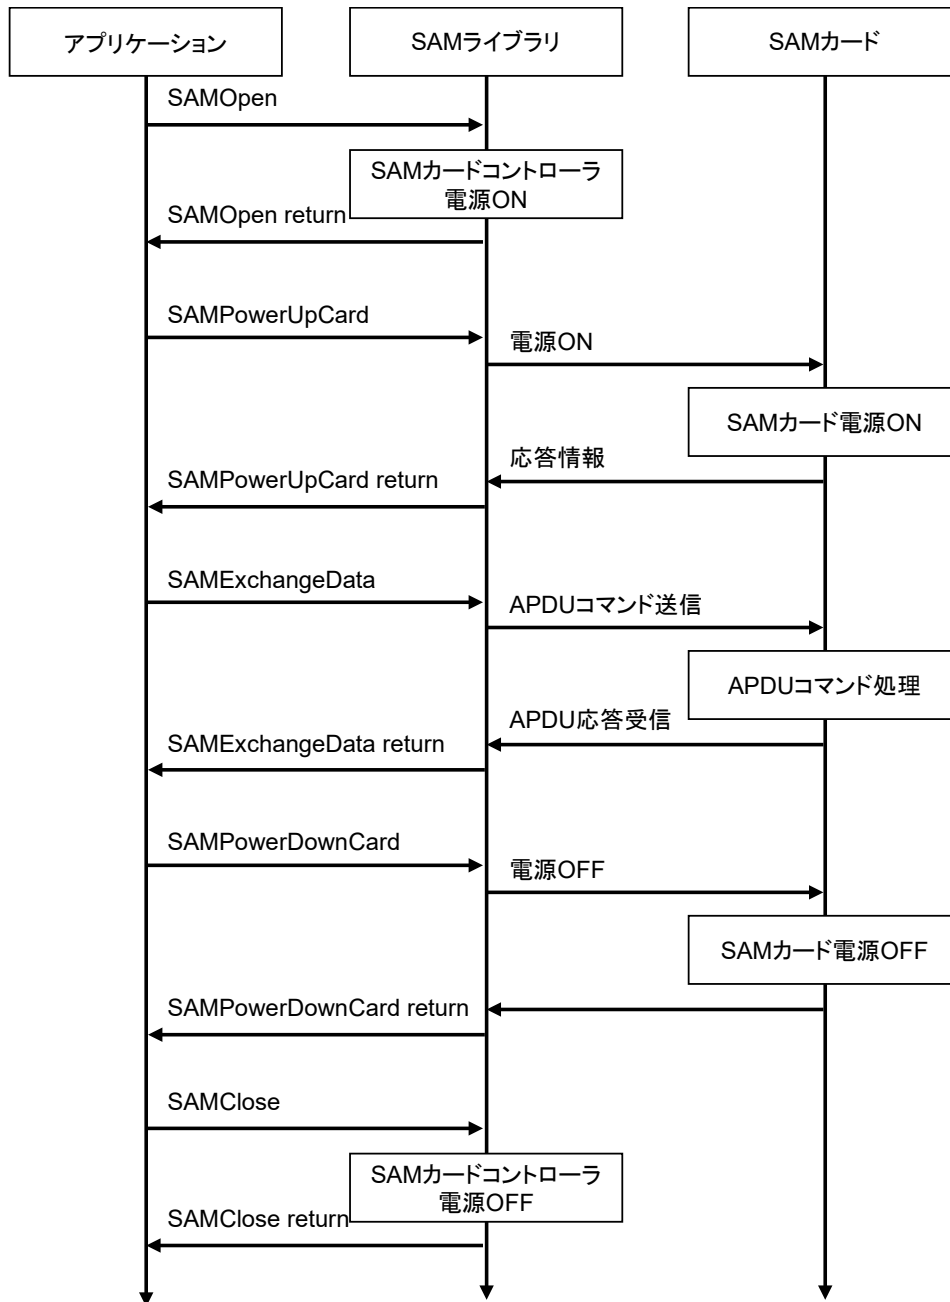 アプリケーション
SAMライブラリ
SAMカード
SAMOpen
SAMカードコントローラ
電源ON
SAMOpen return
SAMPowerUpCard
電源ON
SAMカード電源ON
応答情報
SAMPowerUpCard return
SAMExchangeData
APDUコマンド送信
APDUコマンド処理
APDU応答受信
SAMExchangeData return
SAMPowerDownCard
電源OFF
SAMカード電源OFF
SAMPowerDownCard return
SAMClose
SAMカードコントローラ
電源OFF
SAMClose return